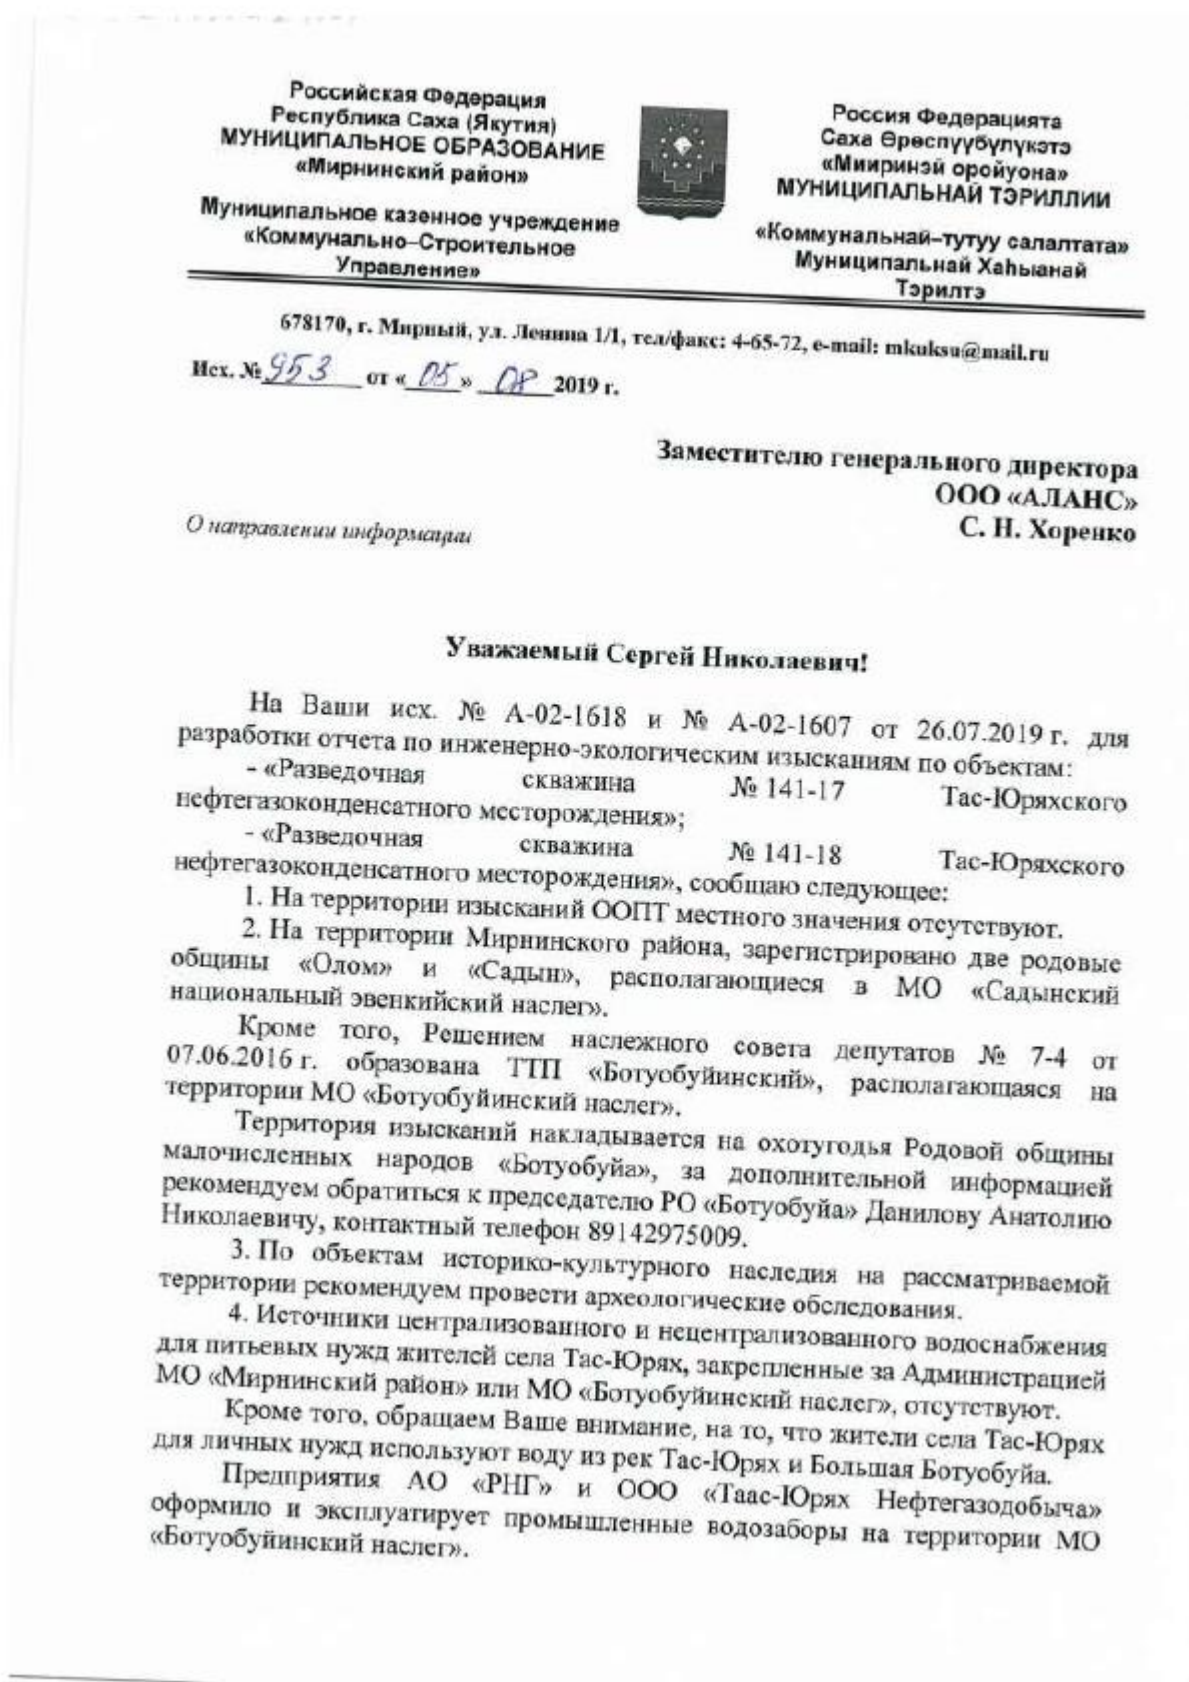 Российская Федерация
Республика Саха (Якутия)
МУНИЦИПАЛЬНОЕ ОБРАЗОВАНИЕ
«Мирнинский район»
Муниципальное казенное учреждение
«Коммунально–Строительное
Управление»
Россия Федерацията
Саха Өрөспүүбүлүкэтэ
«Мииринэй оройуона»
МУНИЦИПАЛЬНАЙ ТЭРИЛЛИИ
«Коммунальнай–тутуу салалтата»
Муниципальнай Хаһыанай
Тэрилтэ
678170, г. Мирный, ул. Ленина 1/1, тел/факс: 4-65-72, e-mail: mkuksu@mail.ru
Исх. № 953 от « 05 » 08 2019 г.
Заместителю генерального директора
ООО «АЛАНС»
С. Н. Хоренко
О направлении информации
Уважаемый Сергей Николаевич!
На Ваши исх. № А-02-1618 и № А-02-1607 от 26.07.2019 г. для
разработки отчета по инженерно-экологическим изысканиям по объектам:
- «Разведочная скважина № 141-17 Тас-Юряхского
нефтегазоконденсатного месторождения»;
- «Разведочная скважина № 141-18 Тас-Юряхского
нефтегазоконденсатного месторождения», сообщаю следующее:
1. На территории изысканий ООПТ местного значения отсутствуют.
2. На территории Мирнинского района, зарегистрировано две родовые
общины «Олом» и «Садын», располагающиеся в МО «Садынский
национальный эвенкийский наслег».
Кроме того, Решением наслежного совета депутатов № 7-4 от
07.06.2016 г. образована ТТП «Ботуобуйинский», располагающаяся на
территории МО «Ботуобуйинский наслег».
Территория изысканий накладывается на охотугодья Родовой общины
малочисленных народов «Ботуобуйа», за дополнительной информацией
рекомендуем обратиться к председателю РО «Ботуобуйа» Данилову Анатолию
Николаевичу, контактный телефон 89142975009.
3. По объектам историко-культурного наследия на рассматриваемой
территории рекомендуем провести археологические обследования.
4. Источники централизованного и нецентрализованного водоснабжения
для питьевых нужд жителей села Тас-Юрях, закрепленные за Администрацией
МО «Мирнинский район» или МО «Ботуобуйинский наслег», отсутствуют.
Кроме того, обращаем Ваше внимание, на то, что жители села Тас-Юрях
для личных нужд используют воду из рек Тас-Юрях и Большая Ботуобуйа.
Предприятия АО «РНГ» и ООО «Таас-Юрях Нефтегазодобыча»
оформило и эксплуатирует промышленные водозаборы на территории МО
«Ботуобуйинский наслег».